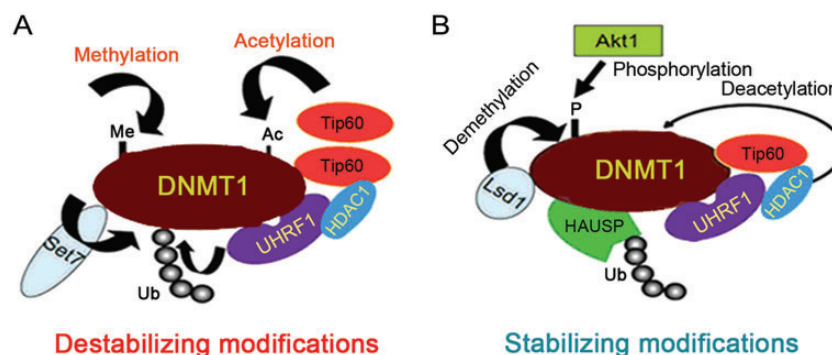 A
Methylation
Acetylation
Me
Ac
Tip60
Tip60
DNMT1
HDAC1
UHRF1
Set7
Ub
Destabilizing modifications
B
Akt1
Phosphorylation
Deacetylation
Demethylation
P
Tip60
DNMT1
Lsd1
HDAC1
UHRF1
HAUSP
Ub
Stabilizing modifications